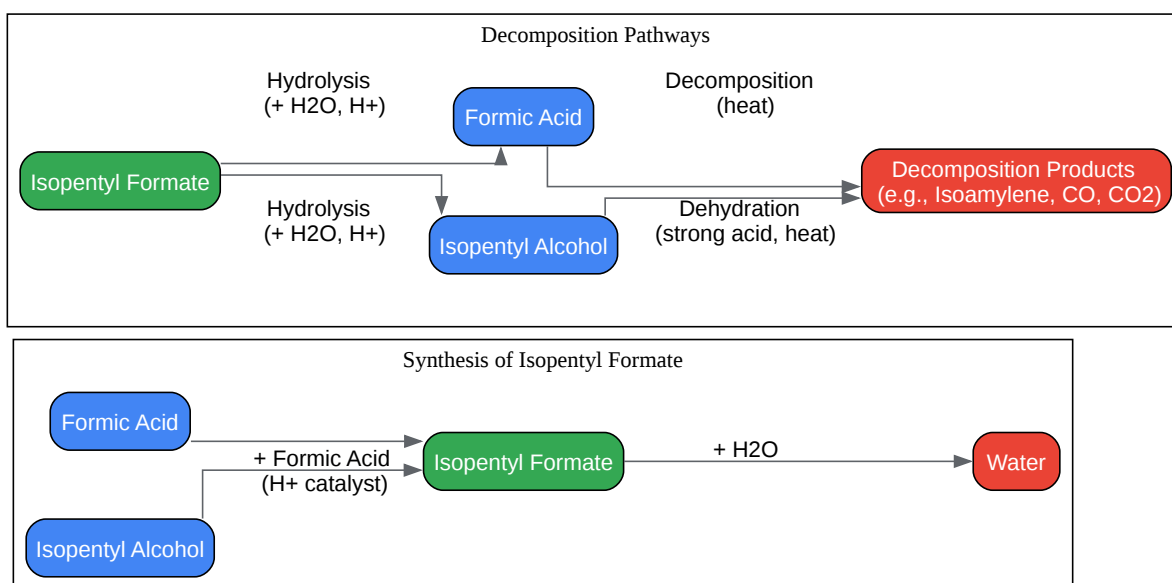 Decomposition Pathways
Hydrolysis
(+ H2O, H+)
Decomposition
(heat)
Formic Acid
Isopentyl Formate
Decomposition Products
(e.g., Isoamylene, CO, CO2)
Hydrolysis
(+ H2O, H+)
Isopentyl Alcohol
Dehydration
(strong acid, heat)
Synthesis of Isopentyl Formate
Formic Acid
+ Formic Acid
(H+ catalyst)
Isopentyl Formate
+ H2O
Water
Isopentyl Alcohol